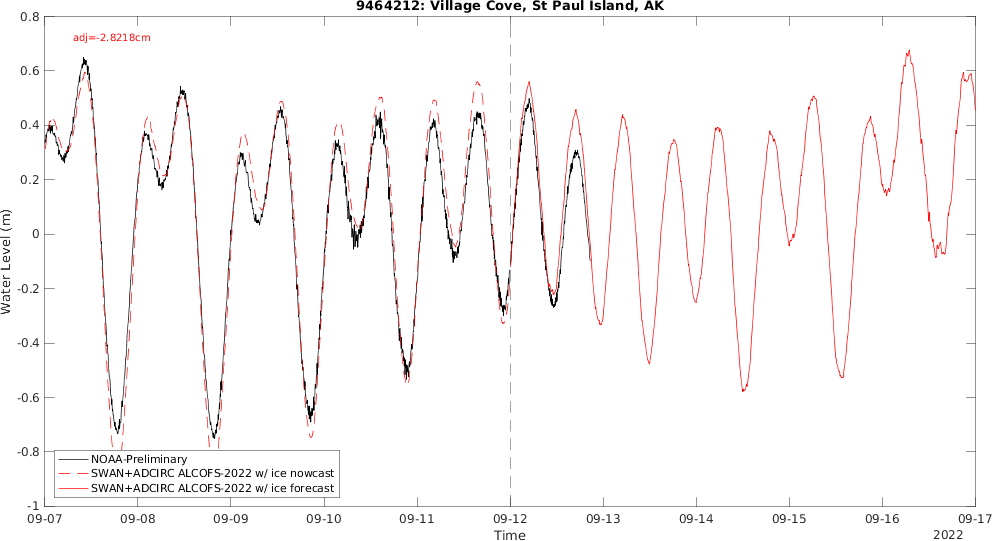 9464212: Village Cove, St Paul Island, AK
adj=-2.8218cm
0.8
0.6
0.4
0.2
0
-0.2
-0.4
-0.6
-0.8
-1
Water Level (m)
NOAA-Preliminary
SWAN+ADCIRC ALCOFS-2022 w/ ice nowcast
SWAN+ADCIRC ALCOFS-2022 w/ ice forecast
09-07 09-08 09-09 09-10 09-11 09-12 09-13 09-14 09-15 09-16 09-17
Time
2022